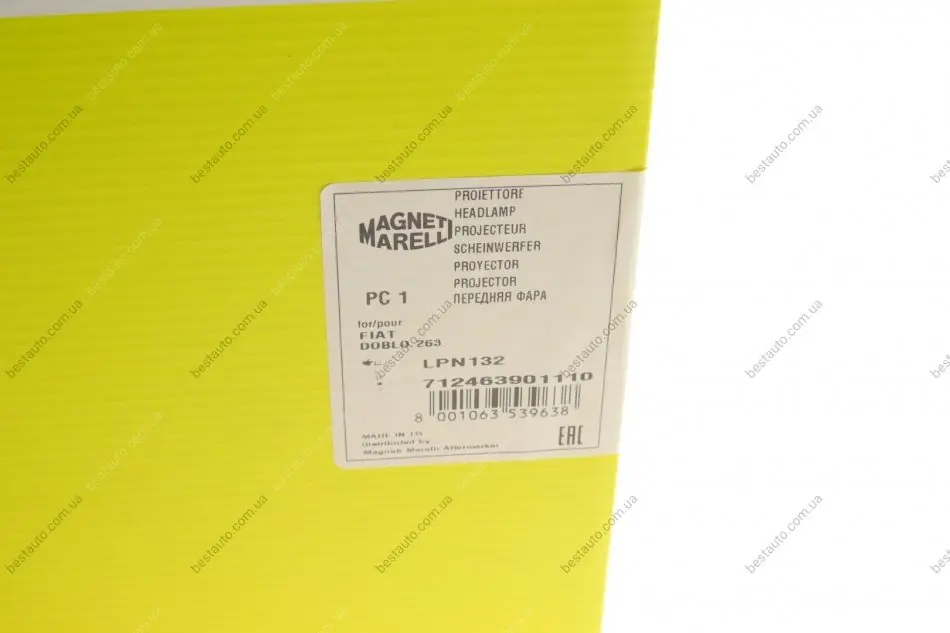 PROIETTORE
HEADLAMP
PROJECTEUR
SCHEINWERFER
PROYECTOR
PROJECTOR
ПЕРЕДНЯЯ ФАРА
MAGNETI
MARELLI
PC 1
for/pour
FIAT
DOBLO 263
LPN132
712463901110
8 001063 539638
MADE IN
Distributed by
Magneti Marelli Aftermarket
EAC
bestauto.com.ua